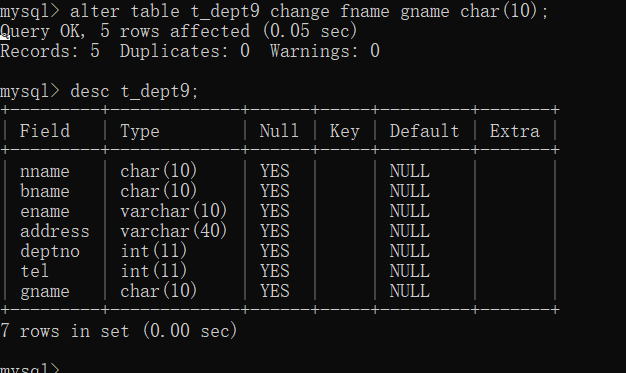 mysql> alter table t_dept9 change fname gname char(10);
Query OK, 5 rows affected (0.05 sec)
Records: 5  Duplicates: 0  Warnings: 0
mysql> desc t_dept9;
+---------+-------------+------+-----+---------+-------+
| Field   | Type        | Null | Key | Default | Extra |
+---------+-------------+------+-----+---------+-------+
| nname   | char(10)    | YES  |     | NULL    |       |
| bname   | char(10)    | YES  |     | NULL    |       |
| ename   | varchar(10) | YES  |     | NULL    |       |
| address | varchar(40) | YES  |     | NULL    |       |
| deptno  | int(11)     | YES  |     | NULL    |       |
| tel     | int(11)     | YES  |     | NULL    |       |
| gname   | char(10)    | YES  |     | NULL    |       |
+---------+-------------+------+-----+---------+-------+
7 rows in set (0.00 sec)
mysql>